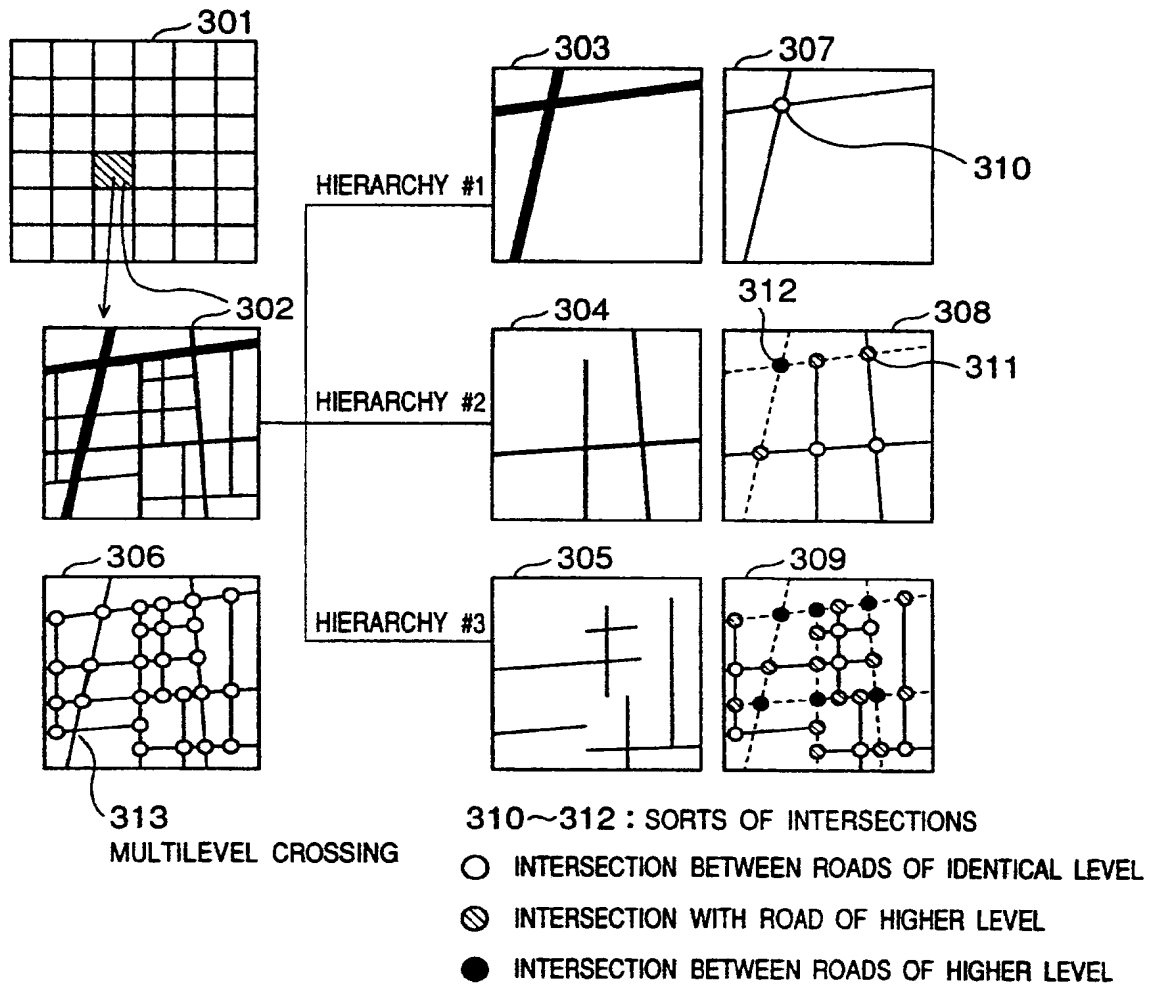 301
303
307
310
HIERARCHY #1
302
304
312
308
311
HIERARCHY #2
306
305
309
HIERARCHY #3
313
MULTILEVEL CROSSING
310~312 : SORTS OF INTERSECTIONS
INTERSECTION BETWEEN ROADS OF IDENTICAL LEVEL
INTERSECTION WITH ROAD OF HIGHER LEVEL
INTERSECTION BETWEEN ROADS OF HIGHER LEVEL